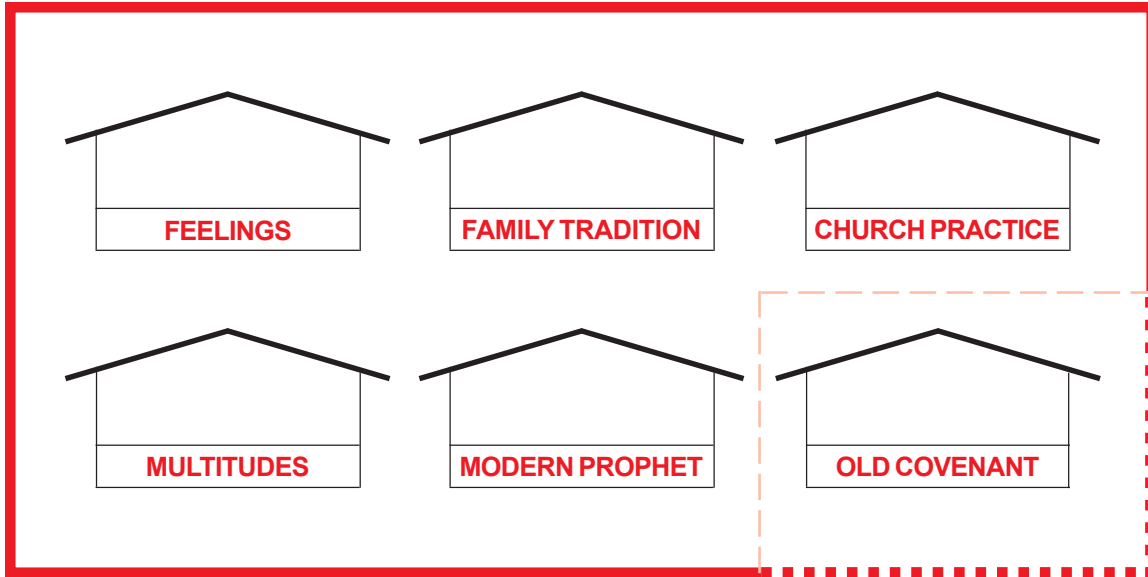 FEELINGS
FAMILY TRADITION
CHURCH PRACTICE
MULTITUDES
MODERN PROPHET
OLD COVENANT